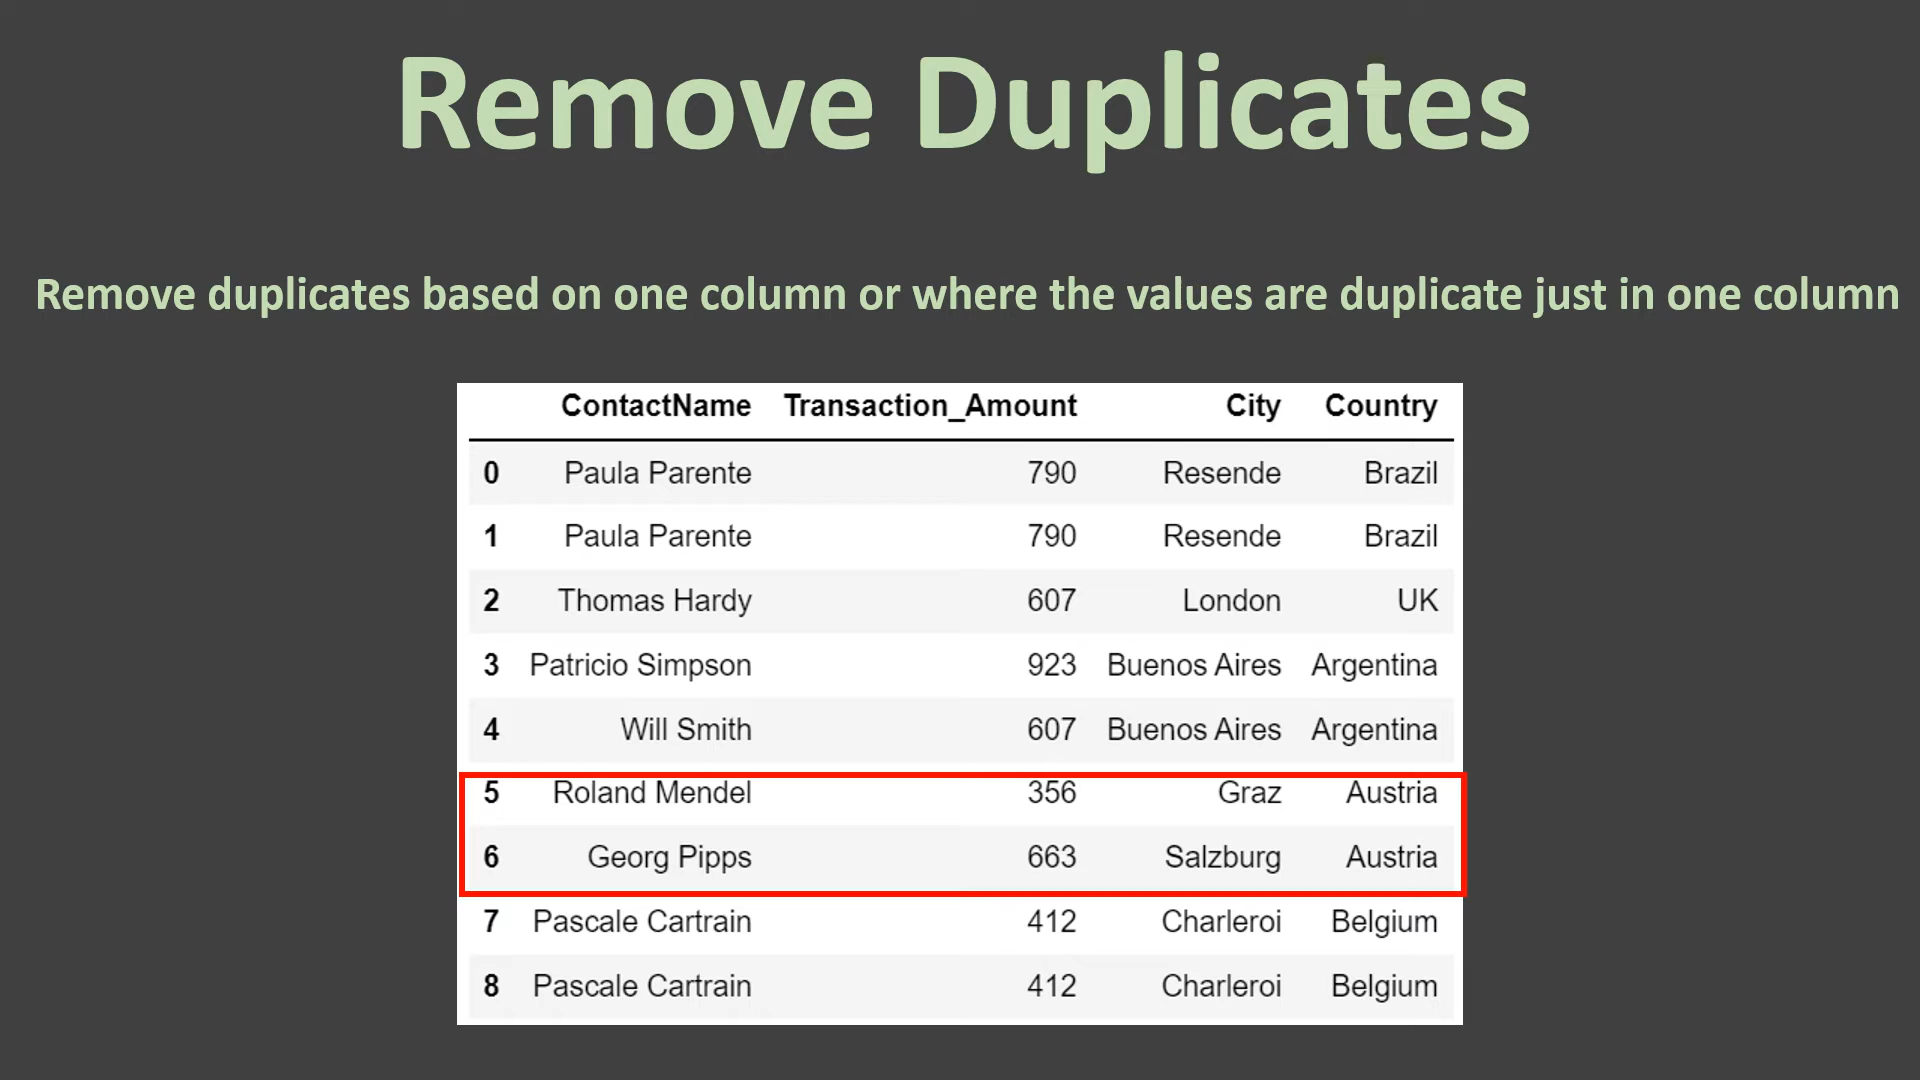 Remove Duplicates
Remove duplicates based on one column or where the values are duplicate just in one column
ContactName Transaction_Amount City Country
0 Paula Parente 790 Resende Brazil
1 Paula Parente 790 Resende Brazil
2 Thomas Hardy 607 London UK
3 Patricio Simpson 923 Buenos Aires Argentina
4 Will Smith 607 Buenos Aires Argentina
5 Roland Mendel 356 Graz Austria
6 Georg Pipps 663 Salzburg Austria
7 Pascale Cartrain 412 Charleroi Belgium
8 Pascale Cartrain 412 Charleroi Belgium